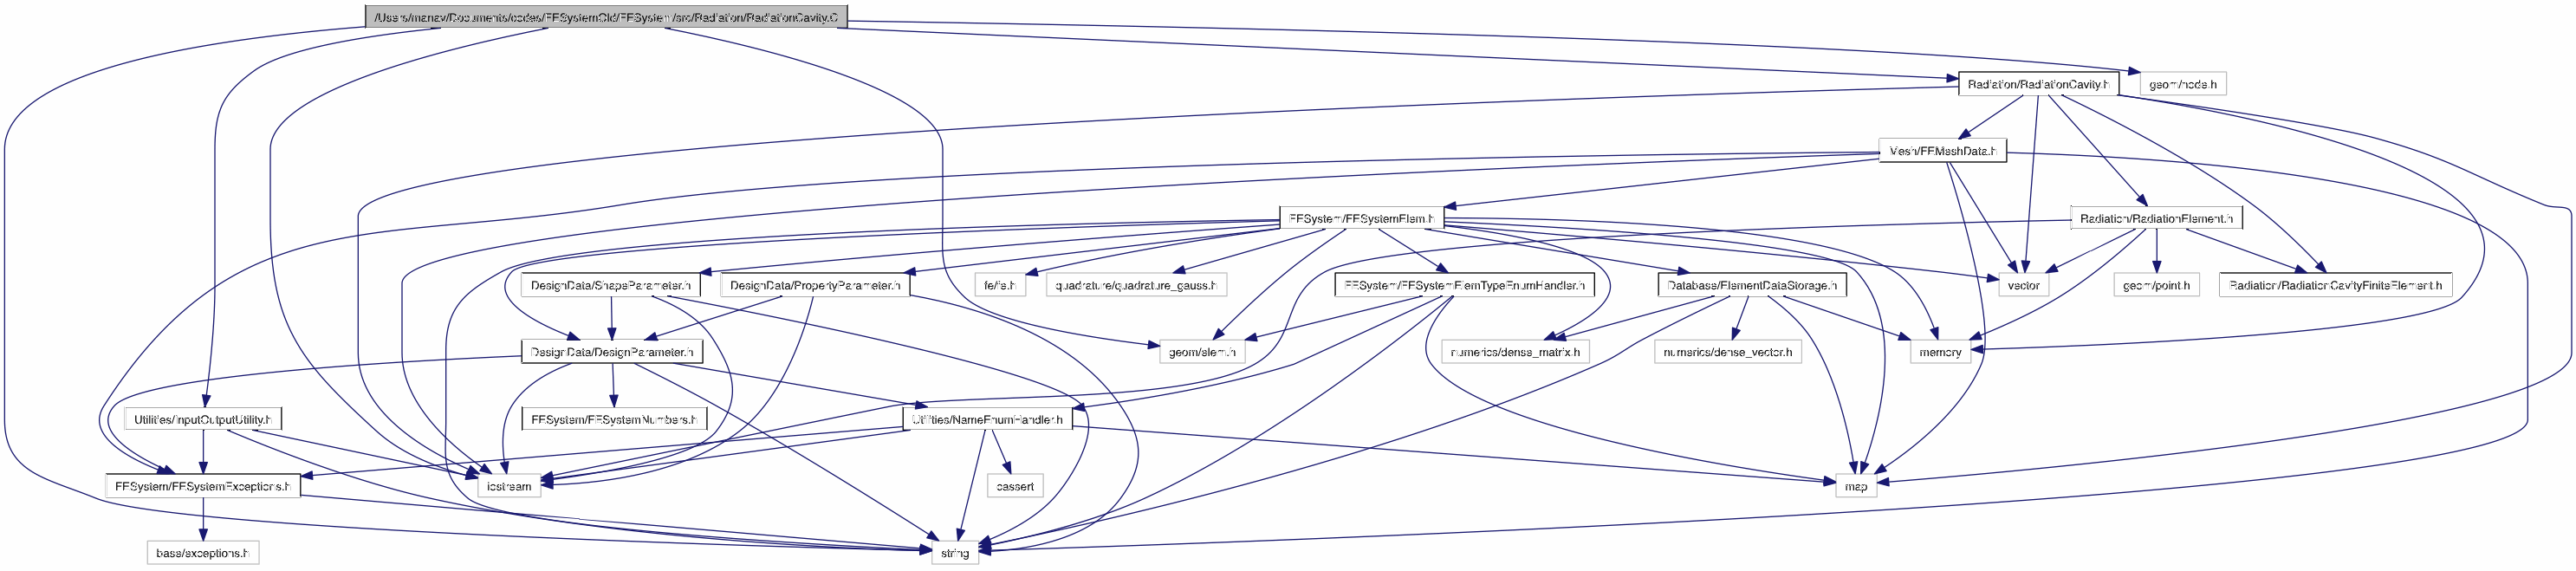 /Users/manav/Documents/codes/FESystemOld/FESystem/src/Radiation/RadiationCavity.C
Radiation/RadiationCavity.h
geom/node.h
Mesh/FEMeshData.h
FESystem/FESystemElem.h
Radiation/RadiationElement.h
DesignData/ShapeParameter.h
DesignData/PropertyParameter.h
fe/fe.h
quadrature/quadrature_gauss.h
FESystem/FESystemElemTypeEnumHandler.h
Database/ElementDataStorage.h
vector
geom/point.h
Radiation/RadiationCavityFiniteElement.h
DesignData/DesignParameter.h
geom/elem.h
numerics/dense_matrix.h
numerics/dense_vector.h
memory
Utilities/InputOutputUtility.h
FESystem/FESystemNumbers.h
Utilities/NameEnumHandler.h
FESystem/FESystemExceptions.h
iostream
cassert
map
base/exceptions.h
string